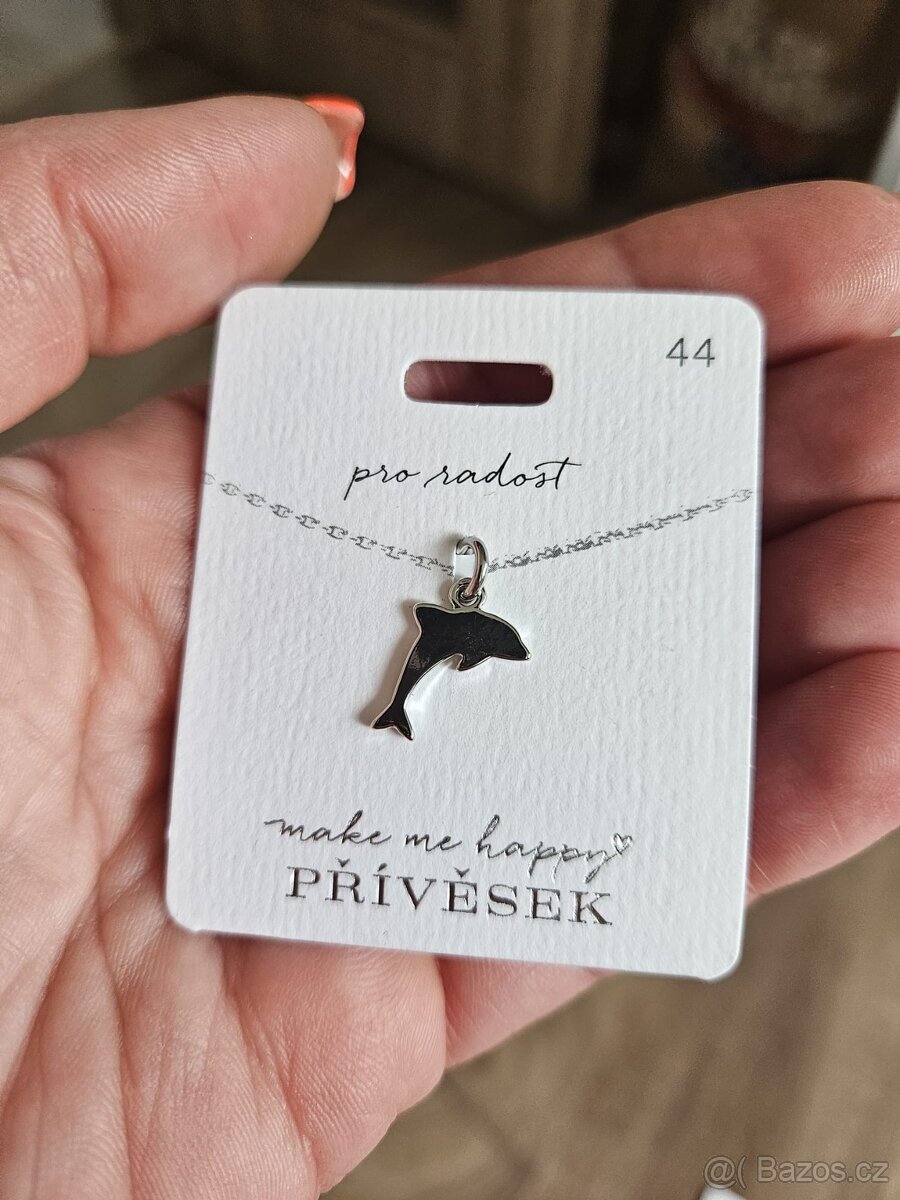 44
pro radost
make me happy
PŘÍVĚSEK
@( Bazos.cz